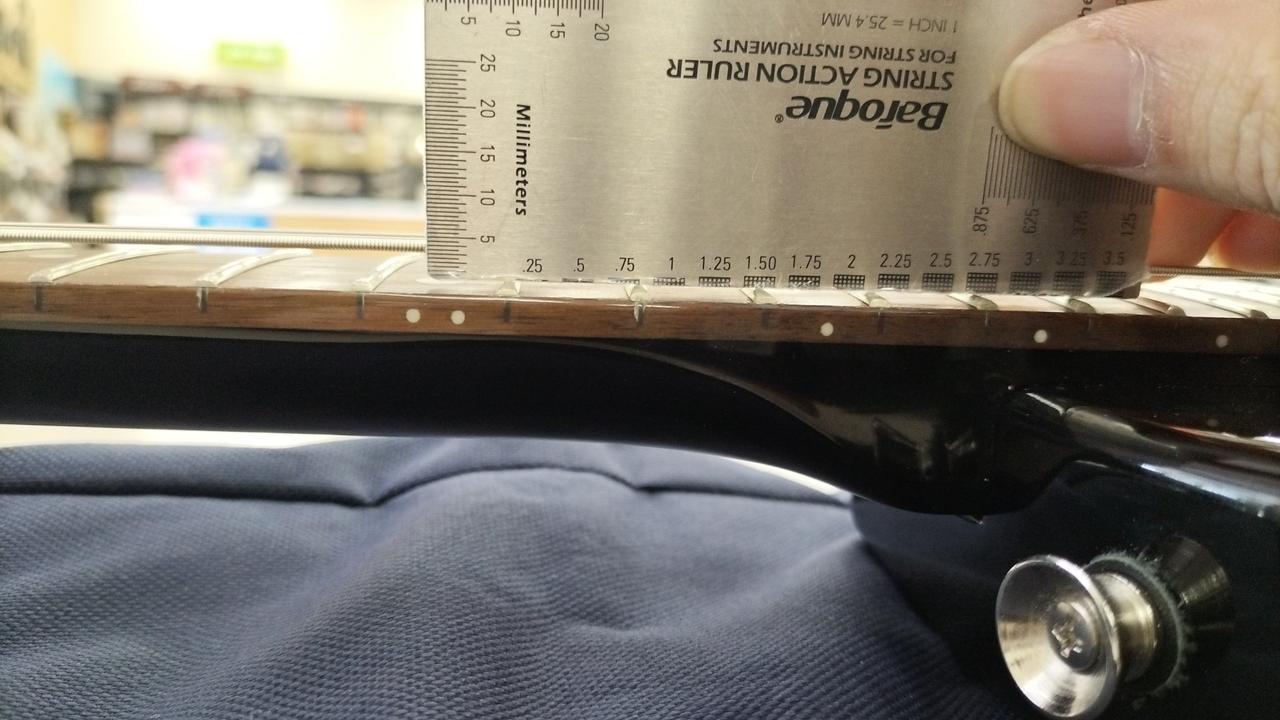 5 10 15 20
1 INCH = 25.4 MM
FOR STRING INSTRUMENTS
STRING ACTION RULER
Baroque®
Millimeters
25
20
15
10
5
.875 .625 .375 .125
.25 .5 .75 1 1.25 1.50 1.75 2 2.25 2.5 2.75 3 3.25 3.5